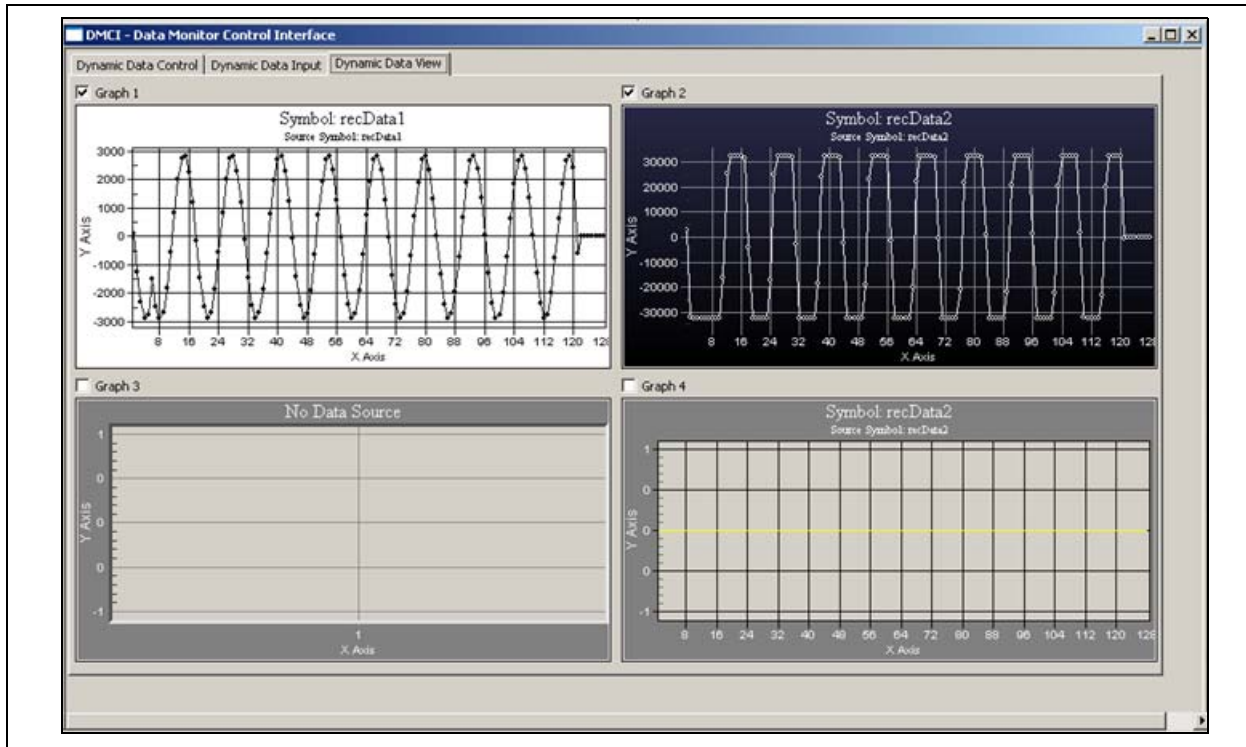 DMCI - Data Monitor Control Interface
Dynamic Data Control Dynamic Data Input Dynamic Data View
Graph 1
Symbol: recData1
Source Symbol: recData1
Y Axis
3000
2000
1000
0
-1000
-2000
-3000
8 16 24 32 40 48 56 64 72 80 88 96 104 112 120 128
X Axis
Graph 2
Symbol: recData2
Source Symbol: recData2
Y Axis
30000
20000
10000
0
-10000
-20000
-30000
8 16 24 32 40 48 56 64 72 80 88 96 104 112 120 128
X Axis
Graph 3
No Data Source
Y Axis
1
0
0
0
-1
1
X Axis
Graph 4
Symbol: recData2
Source Symbol: recData2
Y Axis
1
0
0
0
-1
8 16 24 32 40 48 56 64 72 80 88 96 104 112 120 128
X Axis